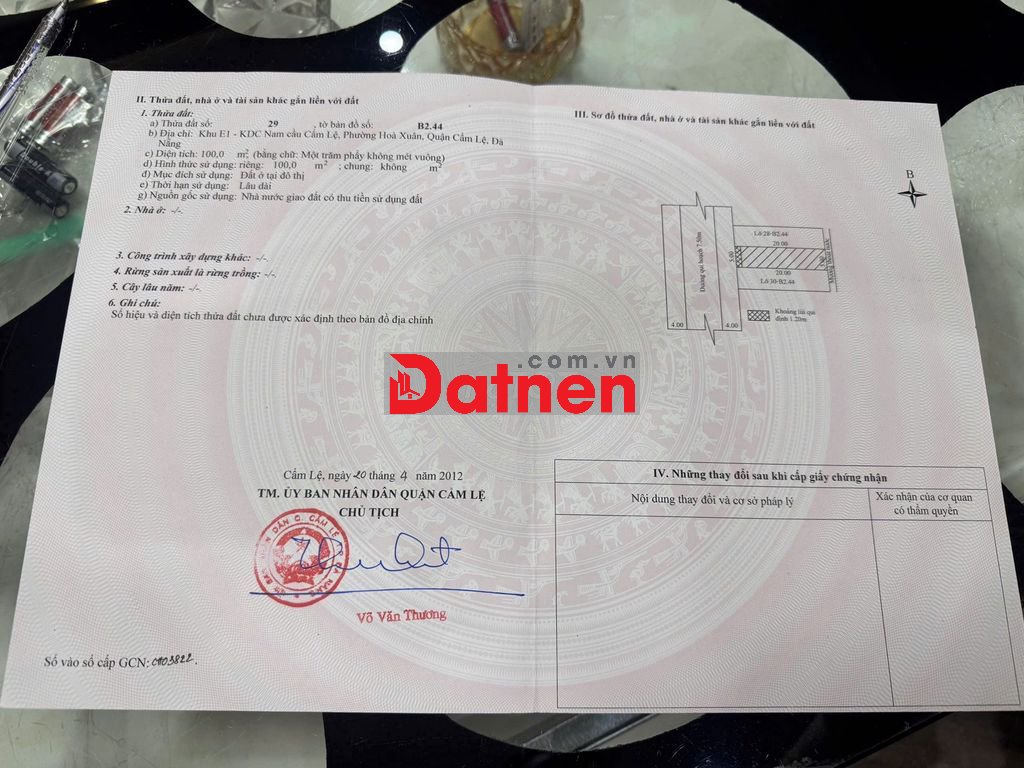 II. Thửa đất, nhà ở và tài sản khác gắn liền với đất
1. Thửa đất:
a) Thửa đất số: 29 , tờ bản đồ số: B2.44
b) Địa chỉ: Khu E1 - KDC Nam cầu Cẩm Lệ, Phường Hoà Xuân, Quận Cẩm Lệ, Đà
Nẵng
c) Diện tích: 100,0 m², (bằng chữ: Một trăm phẩy không mét vuông)
d) Hình thức sử dụng: riêng: 100,0 m² ; chung: không m²
đ) Mục đích sử dụng: Đất ở tại đô thị
e) Thời hạn sử dụng: Lâu dài
g) Nguồn gốc sử dụng: Nhà nước giao đất có thu tiền sử dụng đất
2. Nhà ở: -/-.
3. Công trình xây dựng khác: -/-.
4. Rừng sản xuất là rừng trồng: -/-.
5. Cây lâu năm: -/-.
6. Ghi chú:
Số hiệu và diện tích thửa đất chưa được xác định theo bản đồ địa chính
Cẩm Lệ, ngày 20 tháng 4 năm 2012
TM. ỦY BAN NHÂN DÂN QUẬN CẨM LỆ
CHỦ TỊCH
Võ Văn Thương
Số vào sổ cấp GCN: CH03822.
III. Sơ đồ thửa đất, nhà ở và tài sản khác gắn liền với đất
B
Lô 28-B2.44
20.00
Đường qui hoạch 7.50m
5.00
Mương thoát nước
20.00
Lô 30-B2.44
4.00
4.00
Khoảng lùi qui
định 1.20m
.com.vn
Datnen
IV. Những thay đổi sau khi cấp giấy chứng nhận
Nội dung thay đổi và cơ sở pháp lý
Xác nhận của cơ quan
có thẩm quyền